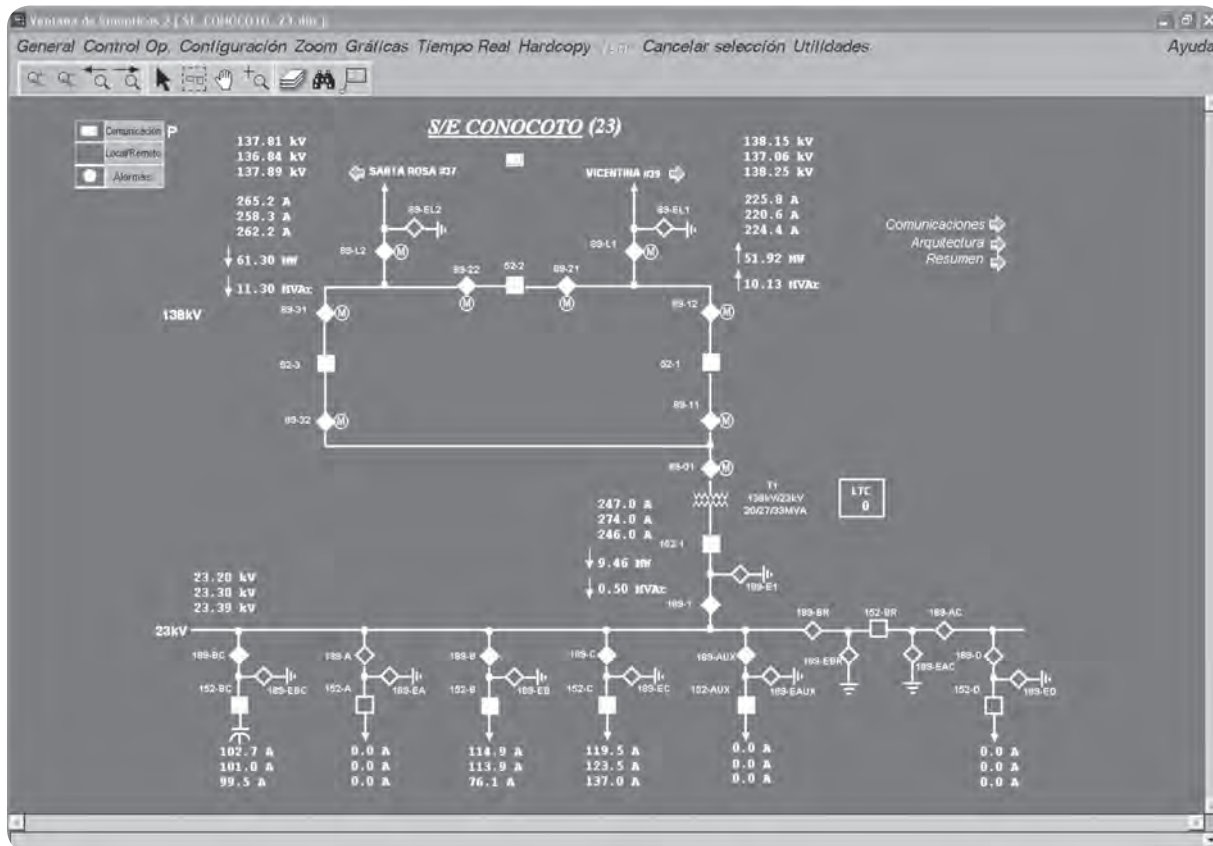 Ventana de Sinopticos 2 [ S/E_CONOCOTO_23.din ]
General Control Op. Configuración Zoom Gráficas Tiempo Real Hardcopy Cancelar selección Utilidades Ayuda
S/E CONOCOTO (23)
Comunicación P
Local/Remoto
Alarmas
137.81 kV
136.84 kV
137.89 kV
265.2 A
258.3 A
262.2 A
61.30 MW
11.30 MVAr
SANTA ROSA #37
VICENTINA #39
138.15 kV
137.06 kV
138.25 kV
225.8 A
220.6 A
224.4 A
51.92 MW
10.13 MVAr
Comunicaciones
Arquitectura
Resumen
89-EL2
89-EL1
89-L2 M
89-L1 M
89-22
52-2
89-21
M
M
138kV
89-31 M
89-12 M
52-3
52-1
89-32 M
89-11 M
89-01 M
T1
138kV/23kV
20/27/33MVA
LTC
0
247.0 A
274.0 A
246.0 A
152-1
9.46 MW
0.50 MVAr
189-E1
189-1
23.20 kV
23.30 kV
23.39 kV
23kV
189-BR
152-BR
189-AC
189-BC
189-A
189-B
189-C
189-AUX
189-EBR
189-EAC
189-D
152-BC
189-EBC
152-A
189-EA
152-B
189-EB
152-C
189-EC
152-AUX
189-EAUX
152-D
189-ED
102.7 A
101.0 A
99.5 A
0.0 A
0.0 A
0.0 A
114.9 A
113.9 A
76.1 A
119.5 A
123.5 A
137.0 A
0.0 A
0.0 A
0.0 A
0.0 A
0.0 A
0.0 A